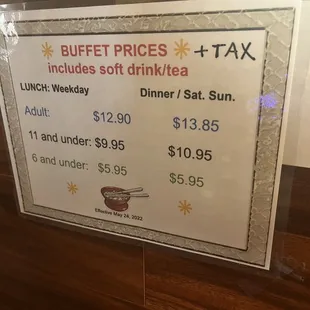 BUFFET PRICES + TAX
includes soft drink/tea
LUNCH: Weekday Dinner / Sat. Sun.
Adult: $12.90 $13.85
11 and under: $9.95 $10.95
6 and under: $5.95 $5.95
Effective May 24, 2022